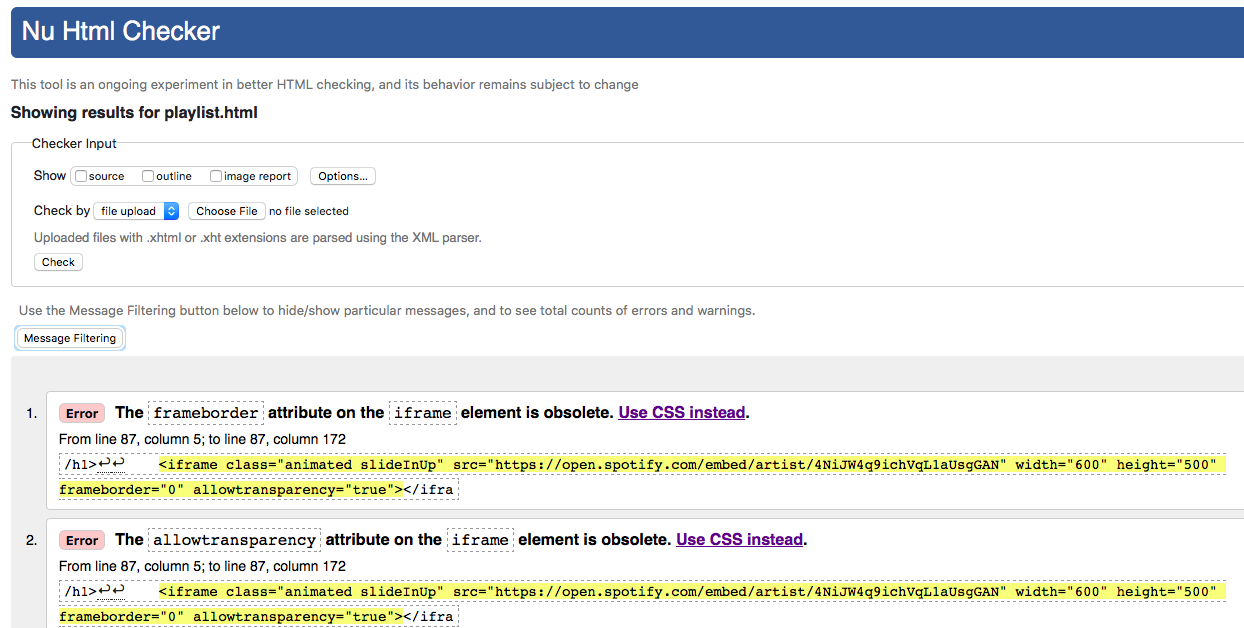 Nu Html Checker
This tool is an ongoing experiment in better HTML checking, and its behavior remains subject to change
Showing results for playlist.html
Checker Input
Show source outline image report Options...
Check by file upload Choose File no file selected
Uploaded files with .xhtml or .xht extensions are parsed using the XML parser.
Check
Use the Message Filtering button below to hide/show particular messages, and to see total counts of errors and warnings.
Message Filtering
1. Error The frameborder attribute on the iframe element is obsolete. Use CSS instead.
From line 87, column 5; to line 87, column 172
/h1>↩↩ <iframe class="animated slideInUp" src="https://open.spotify.com/embed/artist/4NiJW4q9ichVqL1aUsgGAN" width="600" height="500"
frameborder="0" allowtransparency="true"></ifra
2. Error The allowtransparency attribute on the iframe element is obsolete. Use CSS instead.
From line 87, column 5; to line 87, column 172
/h1>↩↩ <iframe class="animated slideInUp" src="https://open.spotify.com/embed/artist/4NiJW4q9ichVqL1aUsgGAN" width="600" height="500"
frameborder="0" allowtransparency="true"></ifra